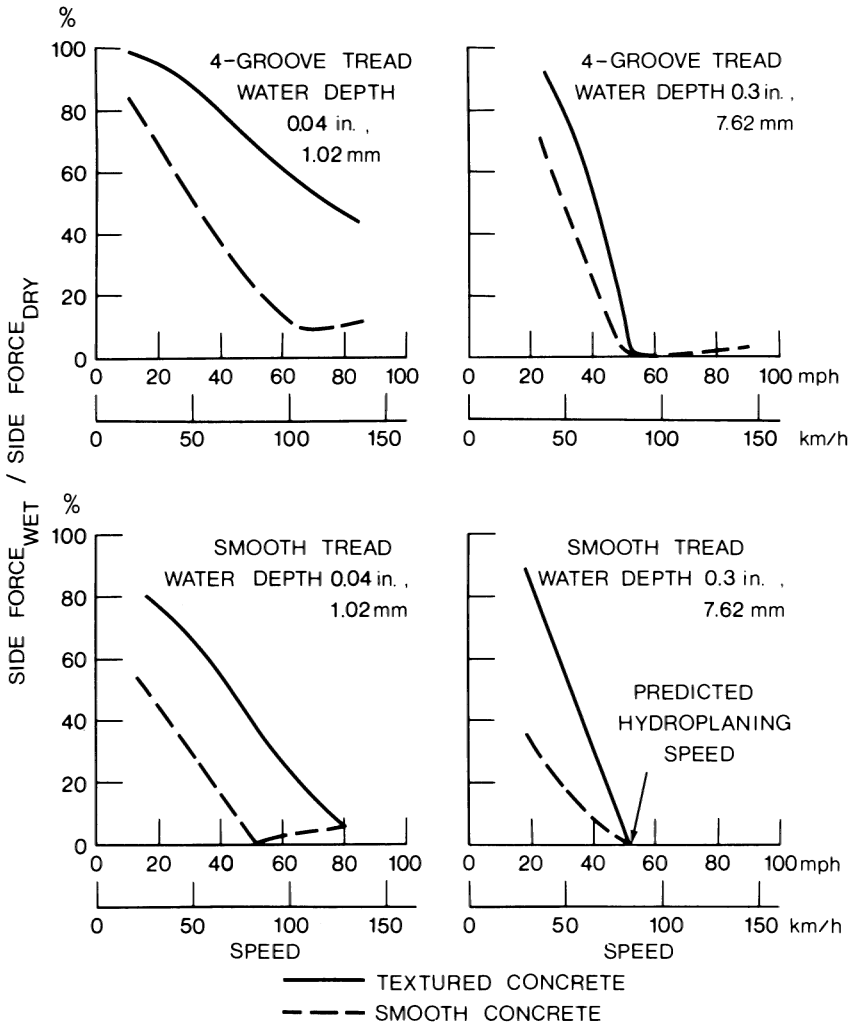 %
100
80
60
40
20
0
4-GROOVE TREAD
WATER DEPTH
0.04 in. ,
1.02 mm
0 20 40 60 80 100
0 50 100 150
4-GROOVE TREAD
WATER DEPTH 0.3 in. ,
7.62 mm
0 20 40 60 80 100 mph
0 50 100 150 km/h
SIDE FORCE WET / SIDE FORCE DRY
%
100
80
60
40
20
0
SMOOTH TREAD
WATER DEPTH 0.04 in. ,
1.02 mm
0 20 40 60 80 100
0 50 100 150
SPEED
SMOOTH TREAD
WATER DEPTH 0.3 in. ,
7.62 mm
PREDICTED
HYDROPLANING
SPEED
0 20 40 60 80 100 mph
0 50 100 150 km/h
SPEED
TEXTURED CONCRETE
SMOOTH CONCRETE